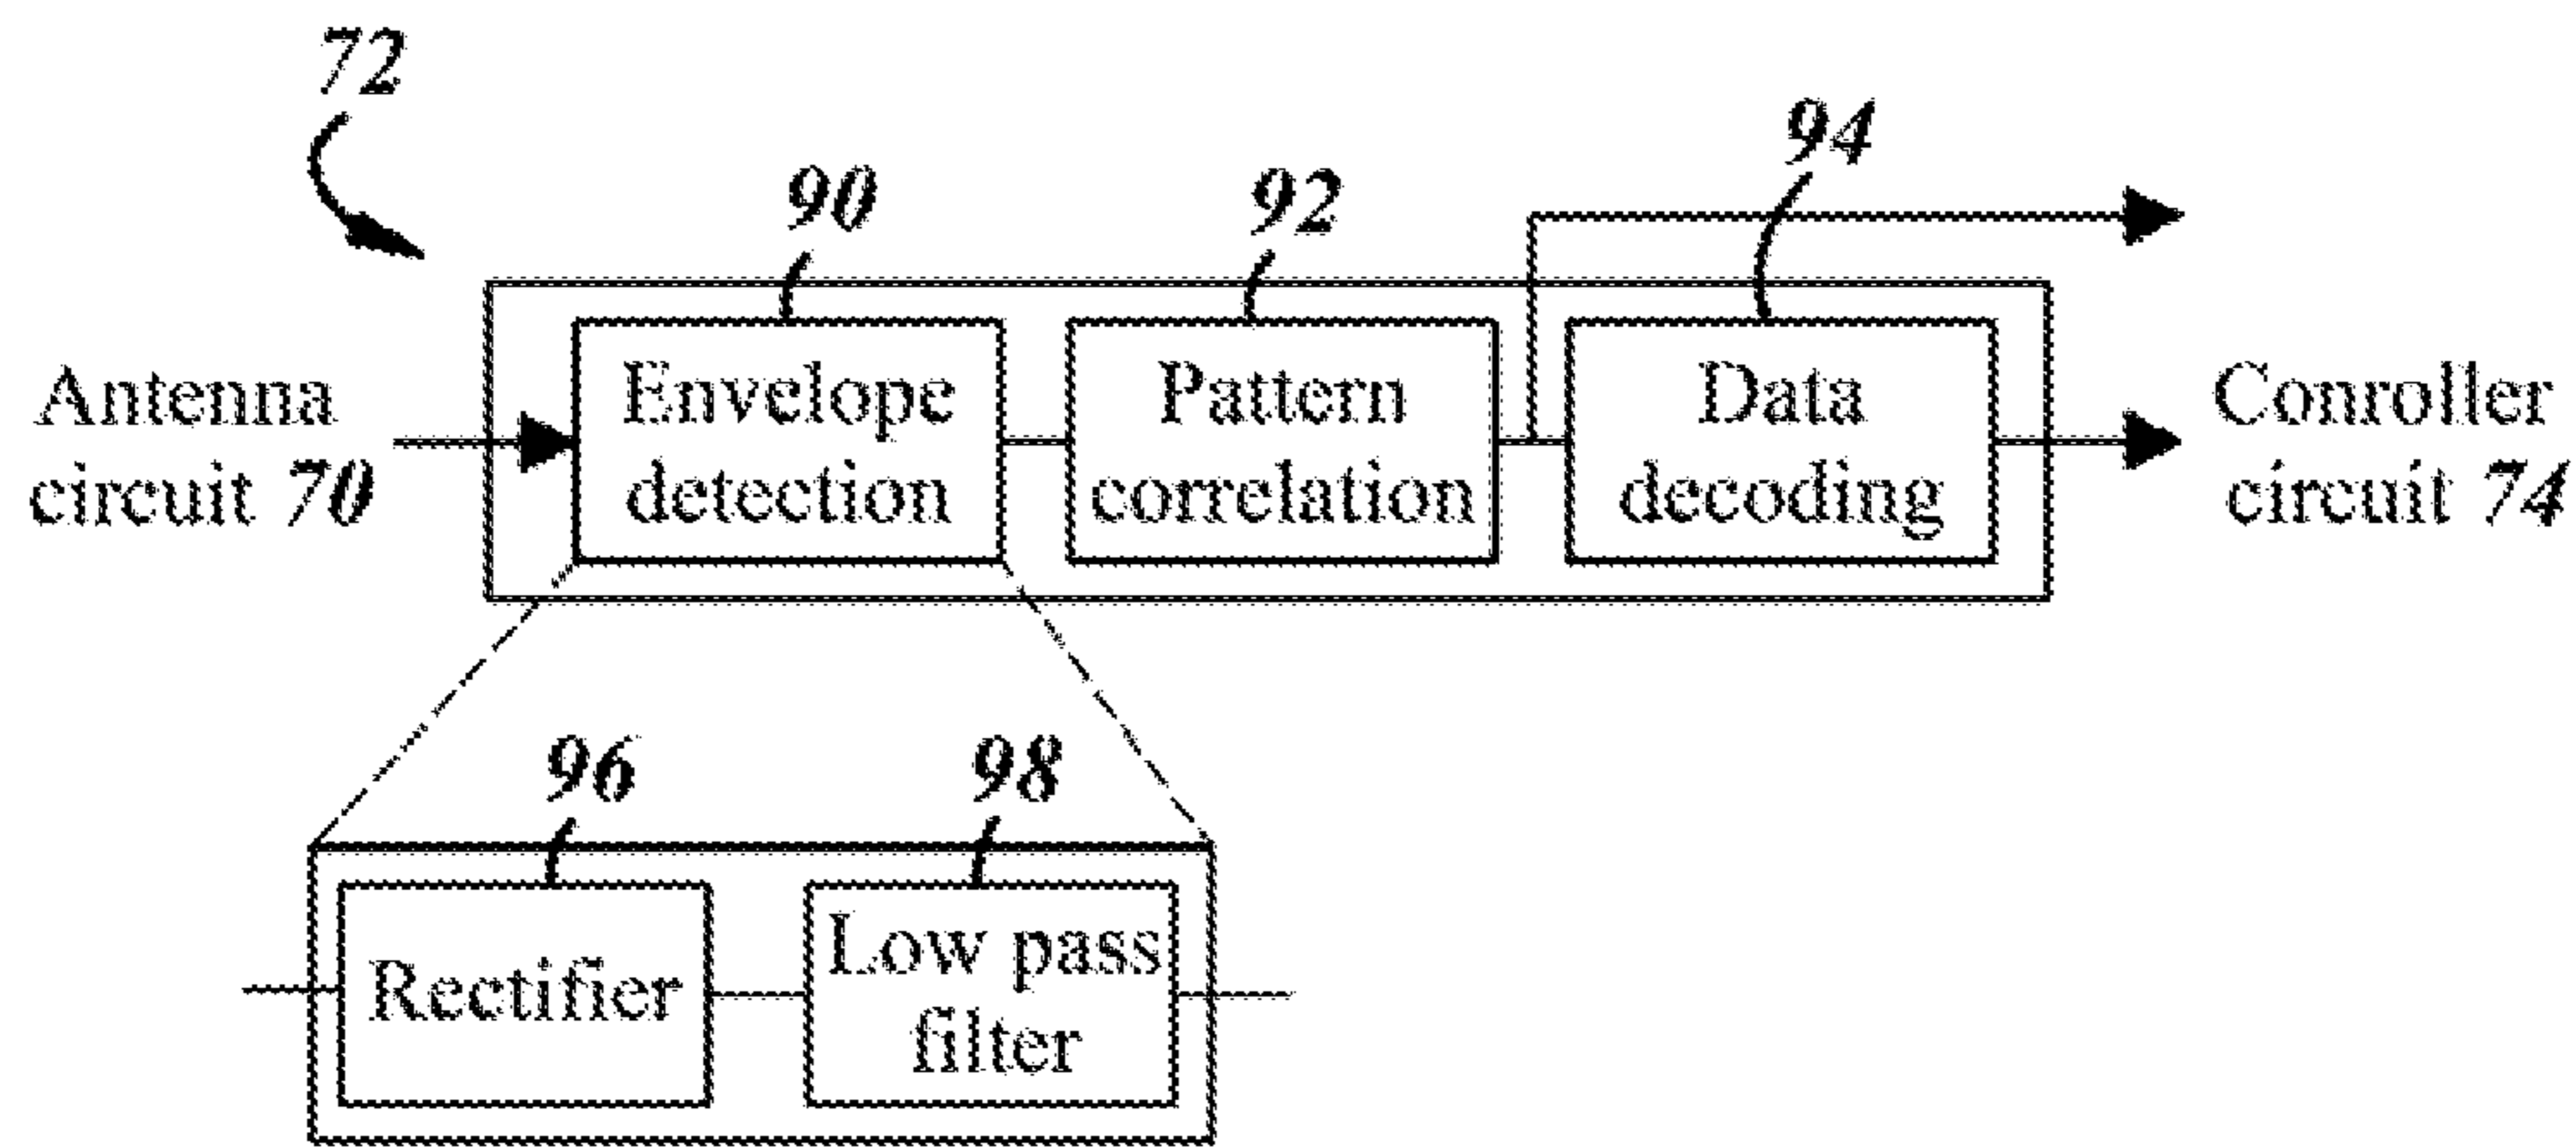 72
90
92
94
Antenna
circuit 70
Envelope
detection
Pattern
correlation
Data
decoding
Conroller
circuit 74
96
98
Rectifier
Low pass
filter